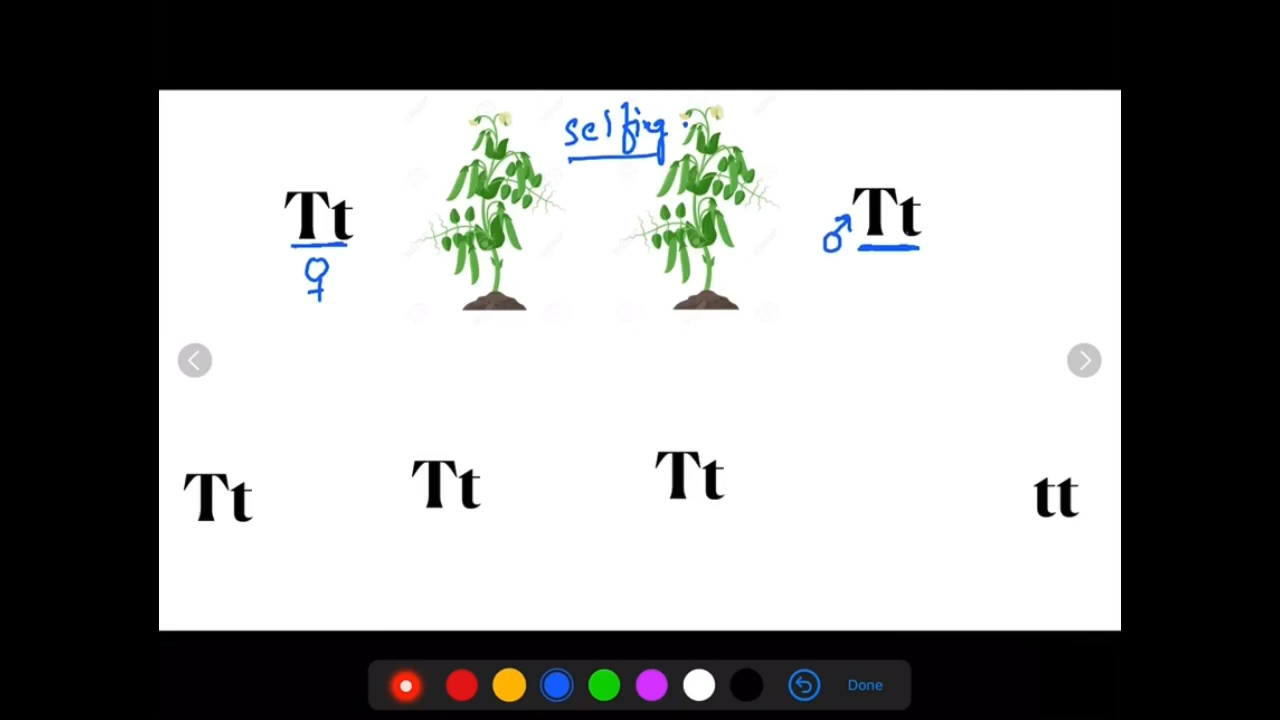 selfing
Tt Tt
♀ ♂
Tt Tt Tt tt
Done